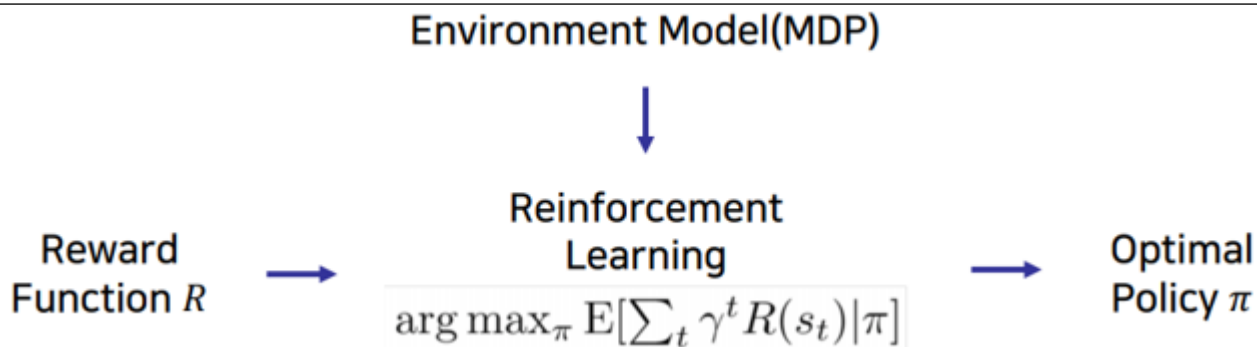 Environment Model(MDP)
Reinforcement
Learning
arg max_π E[∑_t γ^t R(s_t)|π]
Reward
Function R
Optimal
Policy π